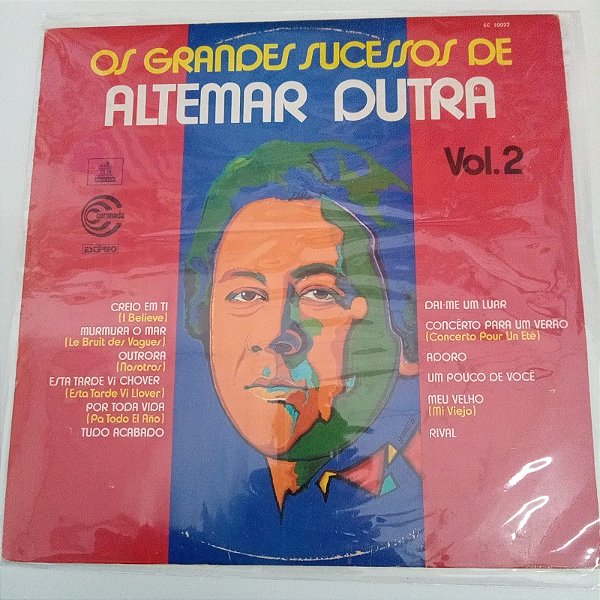 SC 10022
OS GRANDES SUCESSOS DE
ALTEMAR DUTRA
Vol. 2
coronado
ESTÉREO
CREIO EM TI
(I Believe)
MURMURA O MAR
(Le Bruit des Vagues)
OUTRORA
(Nosotros)
ESTA TARDE VI CHOVER
(Esta Tarde Vi Llover)
POR TODA VIDA
(Pa Todo El Año)
TUDO ACABADO
DAI-ME UM LUAR
CONCÊRTO PARA UM VERÃO
(Concerto Pour Un Eté)
ADORO
UM POUCO DE VOCÊ
MEU VELHO
(Mi Viejo)
RIVAL